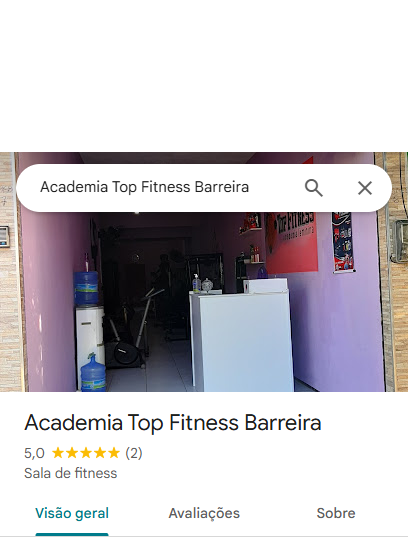 Academia Top Fitness Barreira
TOP FITNESS
Academia Top Fitness Barreira
5,0 (2)
Sala de fitness
Visão geral Avaliações Sobre